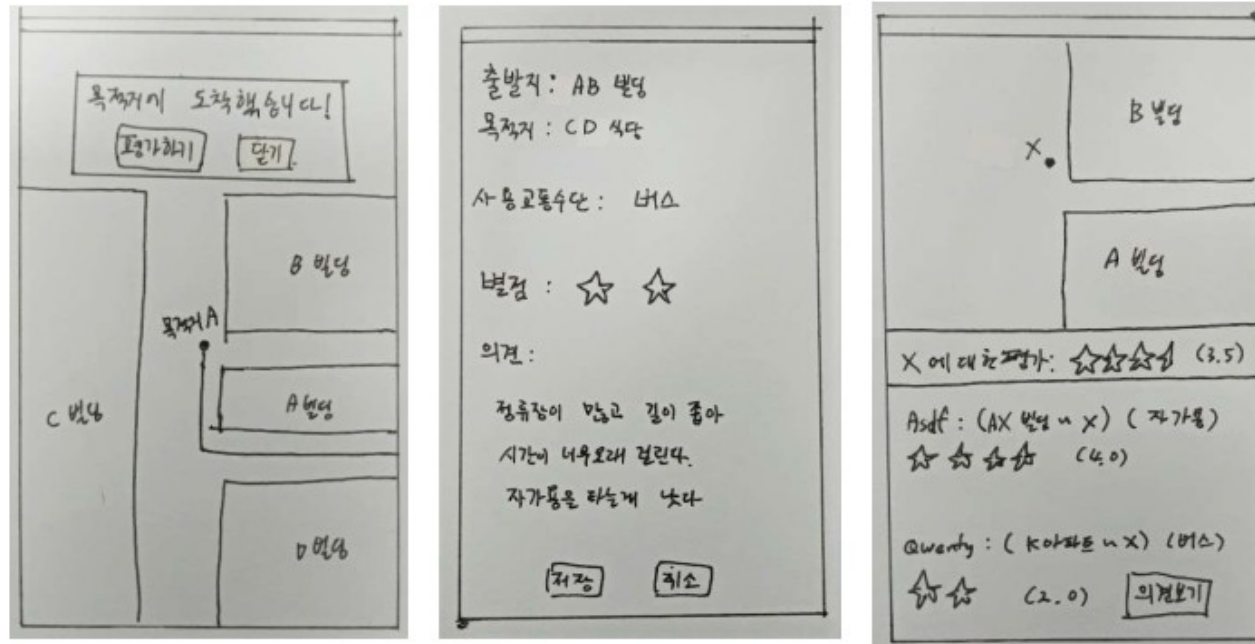 목적지에 도착했습니다!
평가하기 닫기
B 빌딩
목적지 A
A 빌딩
C 빌딩
D 빌딩
출발지: AB 빌딩
목적지: CD 식당
사용교통수단: 버스
별점: ☆ ☆
의견:
정류장이 많고 길이 좁아
시간이 너무오래 걸린다.
자가용을 타는게 낫다
저장 취소
B 빌딩
X
A 빌딩
X에 대한평가: (3.5)
Asdf: (AX 빌딩 ~ X) (자가용)
☆ ☆ ☆ ☆ (4.0)
Qwerty: (K아파트 ~ X) (버스)
☆ ☆ (2.0) 의견보기